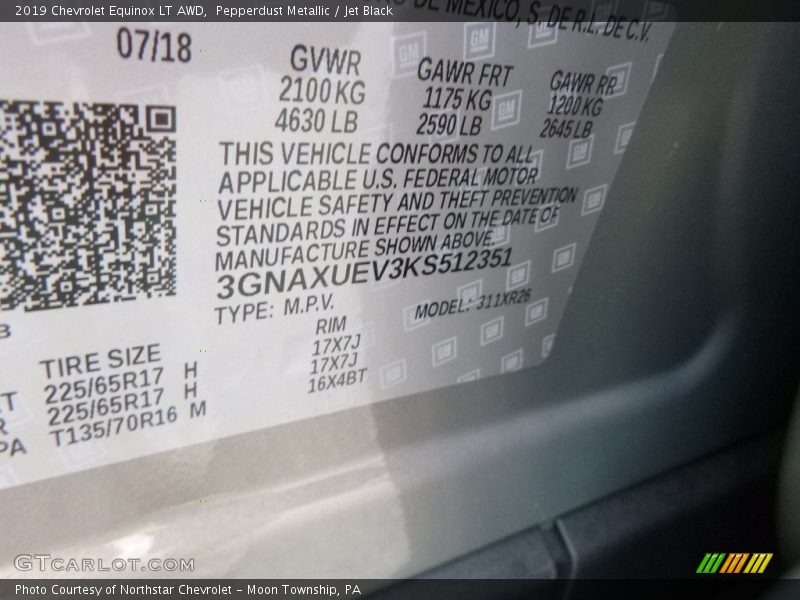 2019 Chevrolet Equinox LT AWD,  Pepperdust Metallic / Jet Black
DE MEXICO, S. DE R.L. DE C.V.
07/18
GVWR
2100 KG
4630 LB
GAWR FRT
1175 KG
2590 LB
GAWR RR
1200 KG
2645 LB
THIS VEHICLE CONFORMS TO ALL
APPLICABLE U.S. FEDERAL MOTOR
VEHICLE SAFETY AND THEFT PREVENTION
STANDARDS IN EFFECT ON THE DATE OF
MANUFACTURE SHOWN ABOVE.
3GNAXUEV3KS512351
TYPE: M.P.V.
MODEL: 311XR26
TIRE SIZE
RIM
225/65R17 H
17X7J
225/65R17 H
17X7J
T135/70R16 M
16X4BT
GTCARLOT.COM
Photo Courtesy of Northstar Chevrolet - Moon Township, PA